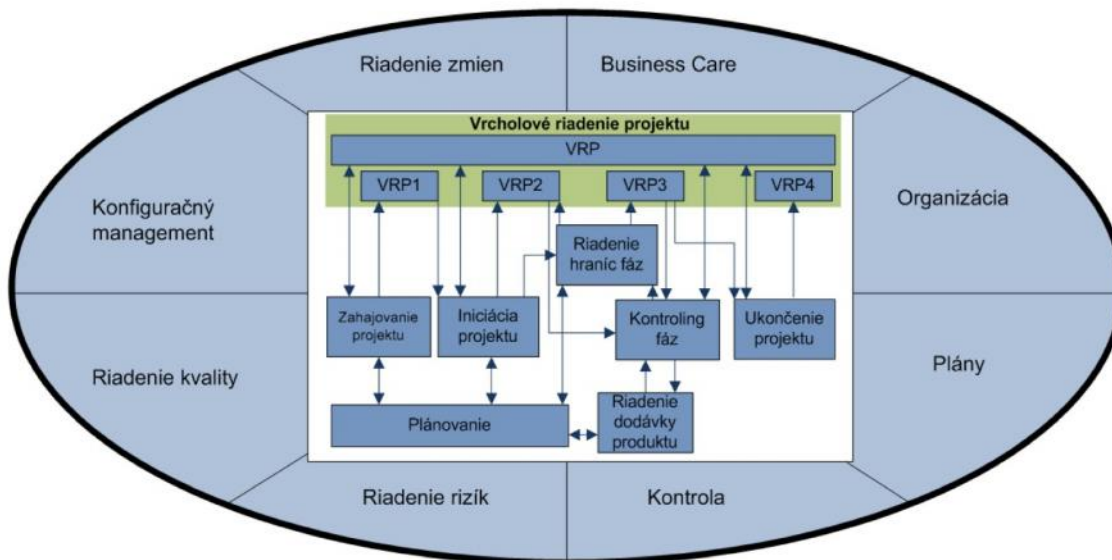 Riadenie zmien
Business Care
Konfiguračný
management
Organizácia
Vrcholové riadenie projektu
VRP
VRP1
VRP2
VRP3
VRP4
Riadenie
hraníc fáz
Zahajovanie
projektu
Iniciácia
projektu
Kontroling
fáz
Ukončenie
projektu
Riadenie kvality
Plány
Plánovanie
Riadenie
dodávky
produktu
Riadenie rizík
Kontrola